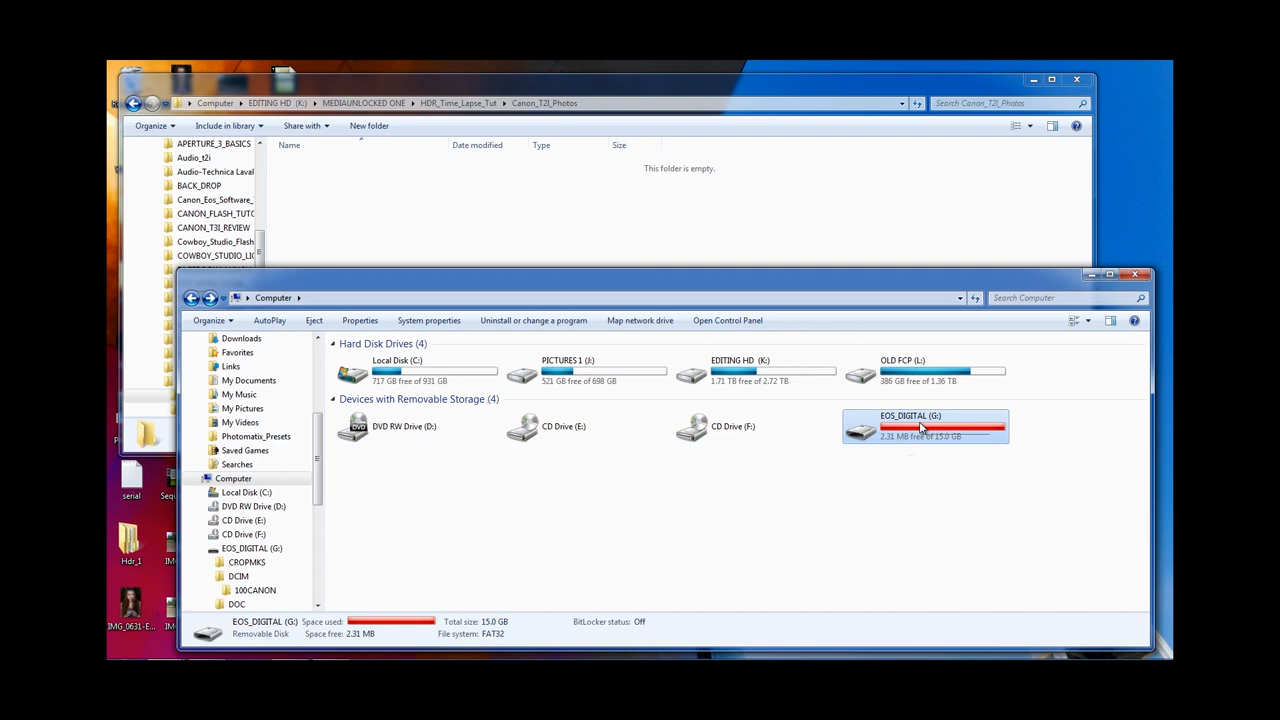 Computer ▸ EDITING HD (K:) ▸ MEDIAUNLOCKED ONE ▸ HDR_Time_Lapse_Tut ▸ Canon_T2I_Photos
Search Canon_T2I_Photos
Organize Include in library Share with New folder
Name Date modified Type Size
This folder is empty.
APERTURE_3_BASICS
Audio_t2i
Audio-Technica Laval
BACK_DROP
Canon_Eos_Software_
CANON_FLASH_TUTO
CANON_T3I_REVIEW
Cowboy_Studio_Flash
COWBOY_STUDIO_LIG
Computer ▸
Search Computer
Organize AutoPlay Eject Properties System properties Uninstall or change a program Map network drive Open Control Panel
Downloads
Favorites
Links
My Documents
My Music
My Pictures
My Videos
Photomatix_Presets
Saved Games
Searches
Computer
Local Disk (C:)
DVD RW Drive (D:)
CD Drive (E:)
CD Drive (F:)
EOS_DIGITAL (G:)
CROPMKS
DCIM
100CANON
DOC
Hard Disk Drives (4)
Local Disk (C:)
717 GB free of 931 GB
PICTURES 1 (J:)
521 GB free of 698 GB
EDITING HD (K:)
1.71 TB free of 2.72 TB
OLD FCP (L:)
386 GB free of 1.36 TB
Devices with Removable Storage (4)
DVD RW Drive (D:)
CD Drive (E:)
CD Drive (F:)
EOS_DIGITAL (G:)
2.31 MB free of 15.0 GB
EOS_DIGITAL (G:) Space used: Total size: 15.0 GB BitLocker status: Off
Removable Disk Space free: 2.31 MB File system: FAT32
serial
Sequ
Hdr_1
IM
IMG_0631-E...
IM